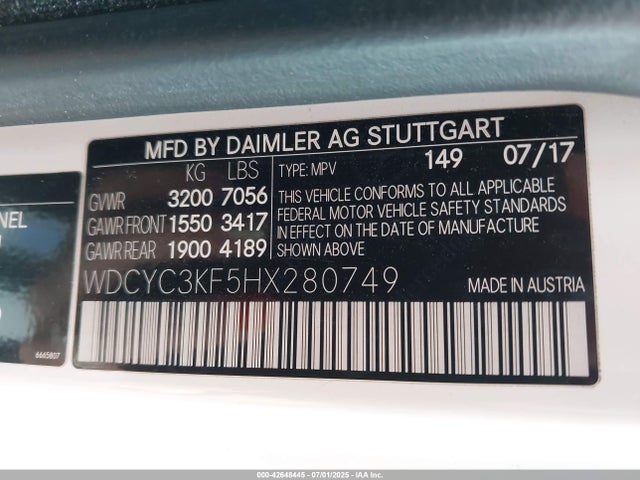 MFD BY DAIMLER AG STUTTGART
KG LBS TYPE: MPV 149 07/17
GVWR 3200 7056
GAWR FRONT 1550 3417
GAWR REAR 1900 4189
THIS VEHICLE CONFORMS TO ALL APPLICABLE
FEDERAL MOTOR VEHICLE SAFETY STANDARDS
IN EFFECT ON THE DATE OF MANUFACTURE
SHOWN ABOVE.
WDCYC3KF5HX280749 MADE IN AUSTRIA
NEL
6665807
000-42648445 - 07/01/2025 - IAA Inc.